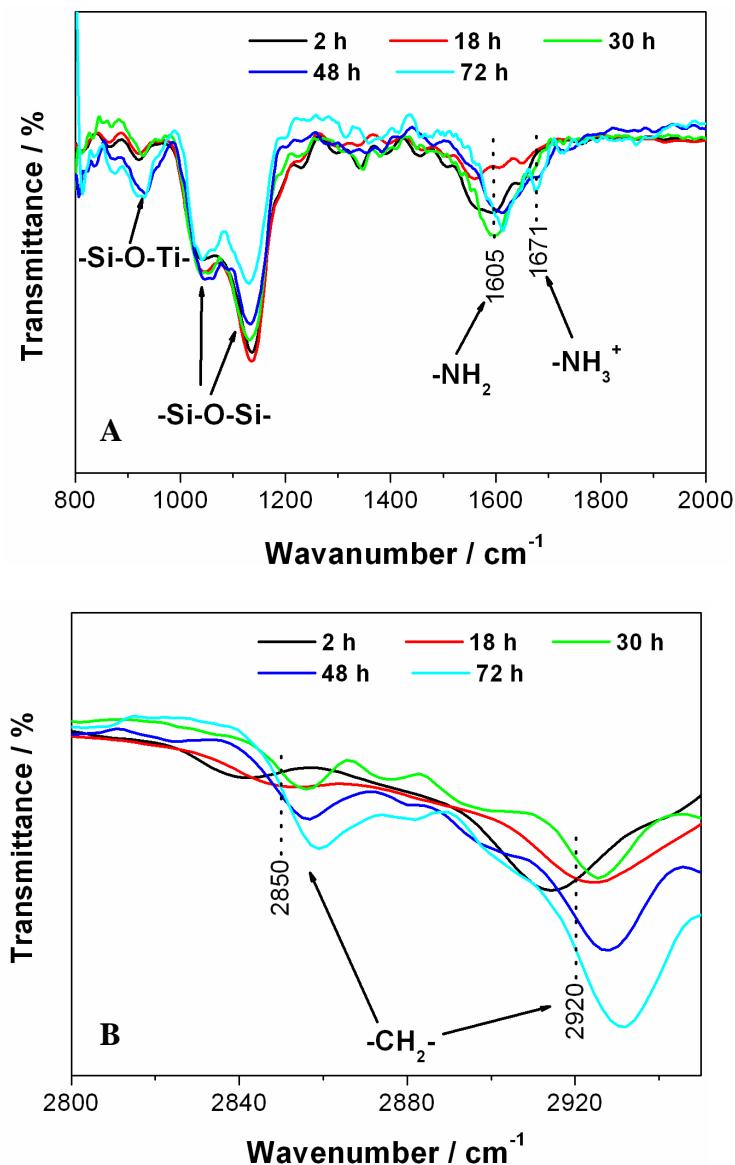 2 h 18 h 30 h
48 h 72 h
Transmittance / %
-Si-O-Ti-
1605
1671
-NH2
-NH3+
-Si-O-Si-
A
800 1000 1200 1400 1600 1800 2000
Wavanumber / cm-1
2 h 18 h 30 h
48 h 72 h
Transmittance / %
2850
2920
-CH2-
B
2800 2840 2880 2920
Wavenumber / cm-1